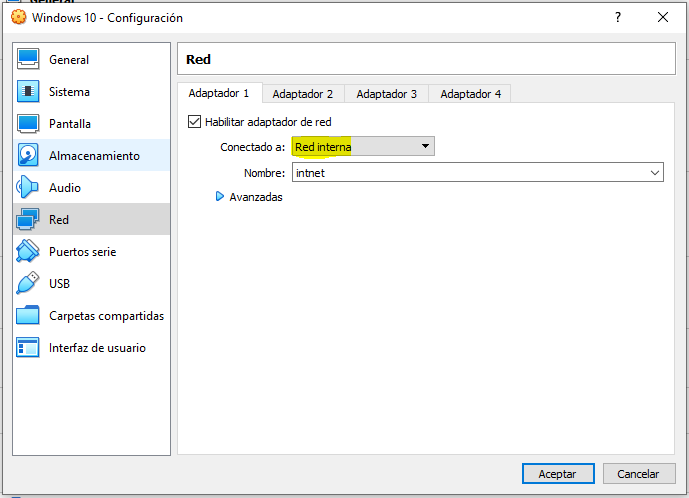 General
Windows 10 - Configuración
General
Sistema
Pantalla
Almacenamiento
Audio
Red
Puertos serie
USB
Carpetas compartidas
Interfaz de usuario
Red
Adaptador 1 Adaptador 2 Adaptador 3 Adaptador 4
Habilitar adaptador de red
Conectado a: Red interna
Nombre: intnet
Avanzadas
Aceptar Cancelar